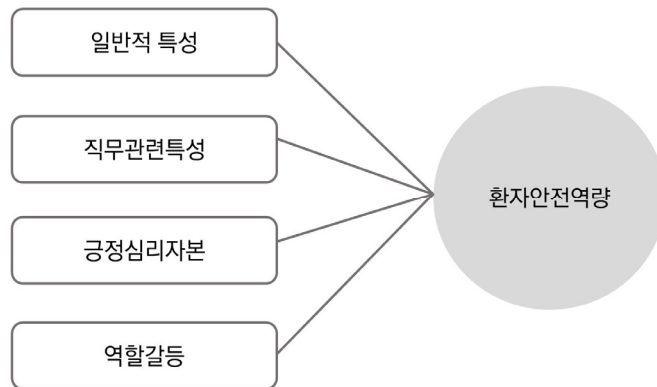 일반적 특성
직무관련특성
긍정심리자본
역할갈등
환자안전역량